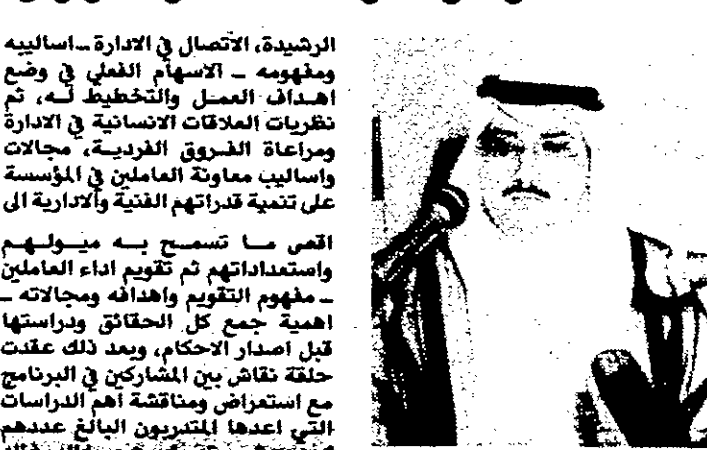 الرشيدة، الاتصال في الادارة ـ اساليبه
ومفهومه ـ الاسهام الفعلي في وضع
اهداف العمل والتخطيط له، ثم
نظريات العلاقات الانسانية في الادارة
ومراعاة الفروق الفردية، مجالات
واساليب معاونة العاملين في المؤسسة
على تنمية قدراتهم الفنية والادارية الى
اقصى ما تسمح به ميولهم
واستعداداتهم ثم تقويم اداء العاملين
ـ مفهوم التقويم واهدافه ومجالاته ـ
اهمية جمع كل الحقائق ودراستها
قبل اصدار الاحكام، وبعد ذلك عقدت
حلقة نقاش بين المشاركين في البرنامج
مع استعراض ومناقشة اهم الدراسات
التي اعدها المتدربون البالغ عددهم